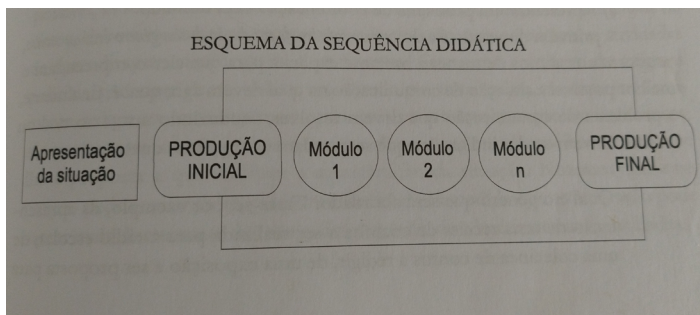 ESQUEMA DA SEQUÊNCIA DIDÁTICA
Apresentação
da situação
PRODUÇÃO
INICIAL
Módulo
1
Módulo
2
Módulo
n
PRODUÇÃO
FINAL